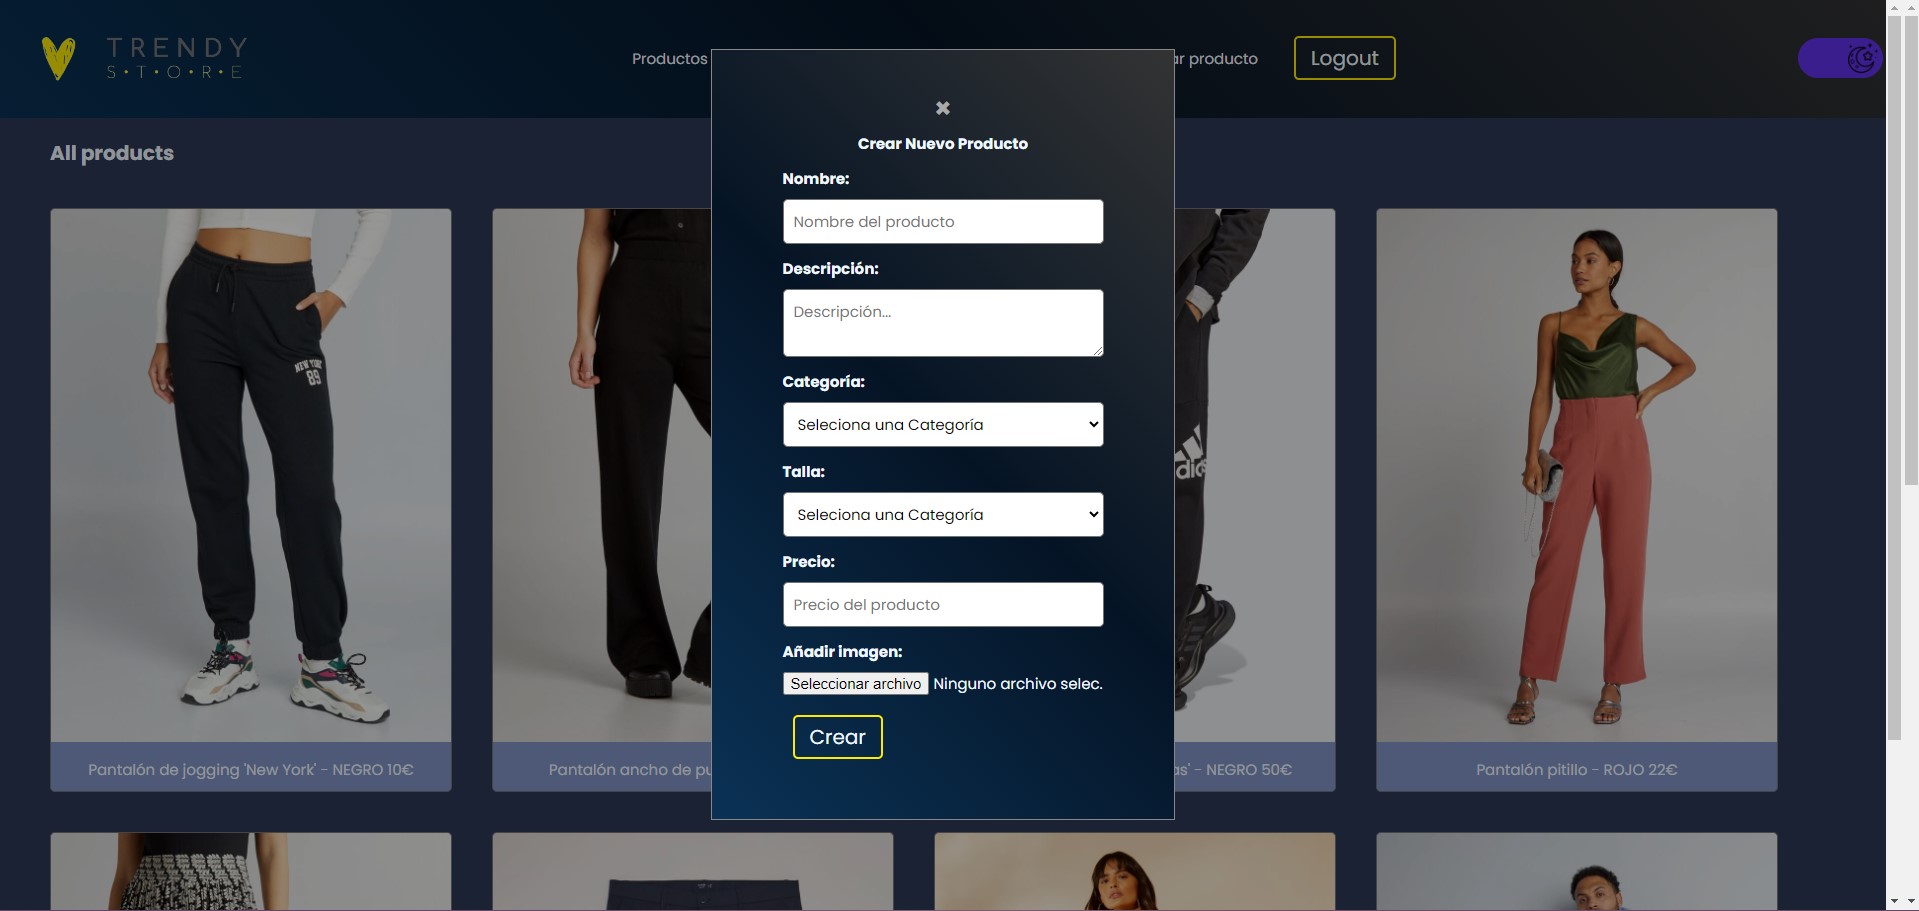 TRENDY
S·T·O·R·E
Productos
ar producto
Logout
All products
✖
Crear Nuevo Producto
Nombre:
Nombre del producto
Descripción:
Descripción...
Categoría:
Seleciona una Categoría
Talla:
Seleciona una Categoría
Precio:
Precio del producto
Añadir imagen:
Seleccionar archivo Ninguno archivo selec.
Crear
NEW YORK
89
adidas
Pantalón de jogging 'New York' - NEGRO 10€
Pantalón ancho de pu
as' - NEGRO 50€
Pantalón pitillo - ROJO 22€